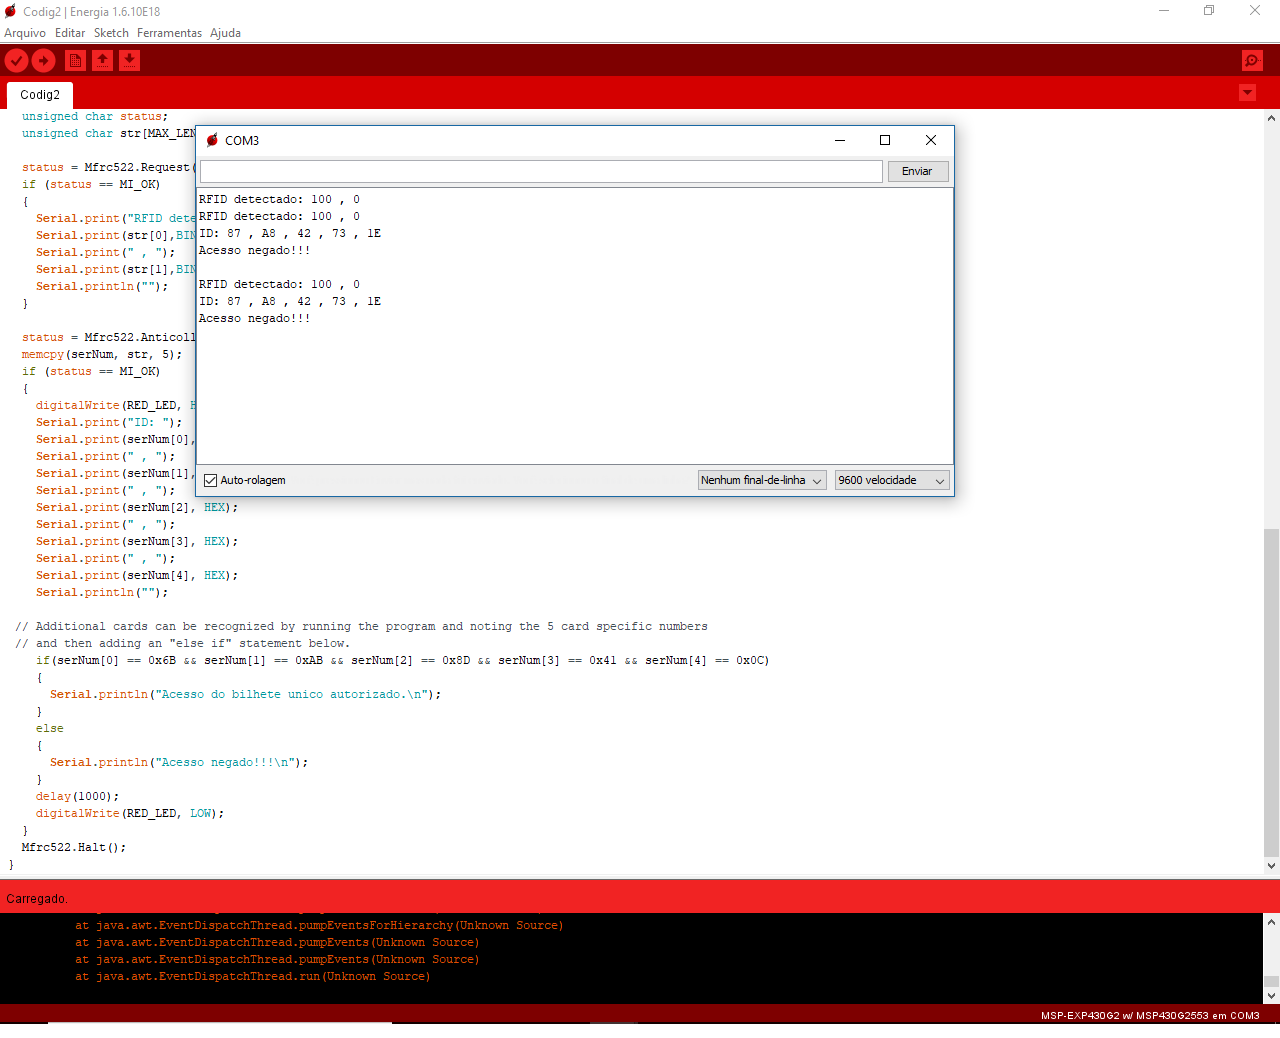 Codig2 | Energia 1.6.10E18
Arquivo Editar Sketch Ferramentas Ajuda
Codig2
unsigned char status;
unsigned char str[MAX_LEN
status = Mfrc522.Request(
if (status == MI_OK)
{
Serial.print("RFID dete
Serial.print(str[0],BIN
Serial.print(" , ");
Serial.print(str[1],BIN
Serial.println("");
}
status = Mfrc522.Anticoll
memcpy(serNum, str, 5);
if (status == MI_OK)
{
digitalWrite(RED_LED, H
Serial.print("ID: ");
Serial.print(serNum[0],
Serial.print(" , ");
Serial.print(serNum[1],
Serial.print(" , ");
Serial.print(serNum[2], HEX);
Serial.print(" , ");
Serial.print(serNum[3], HEX);
Serial.print(" , ");
Serial.print(serNum[4], HEX);
Serial.println("");
// Additional cards can be recognized by running the program and noting the 5 card specific numbers
// and then adding an "else if" statement below.
if(serNum[0] == 0x6B && serNum[1] == 0xAB && serNum[2] == 0x8D && serNum[3] == 0x41 && serNum[4] == 0x0C)
{
Serial.println("Acesso do bilhete unico autorizado.\n");
}
else
{
Serial.println("Acesso negado!!!\n");
}
delay(1000);
digitalWrite(RED_LED, LOW);
}
Mfrc522.Halt();
}
COM3
Enviar
RFID detectado: 100 , 0
RFID detectado: 100 , 0
ID: 87 , A8 , 42 , 73 , 1E
Acesso negado!!!
RFID detectado: 100 , 0
ID: 87 , A8 , 42 , 73 , 1E
Acesso negado!!!
Auto-rolagem
Nenhum final-de-linha
9600 velocidade
Carregado.
at java.awt.EventDispatchThread.pumpEventsForHierarchy(Unknown Source)
at java.awt.EventDispatchThread.pumpEvents(Unknown Source)
at java.awt.EventDispatchThread.pumpEvents(Unknown Source)
at java.awt.EventDispatchThread.run(Unknown Source)
MSP-EXP430G2 w/ MSP430G2553 em COM3